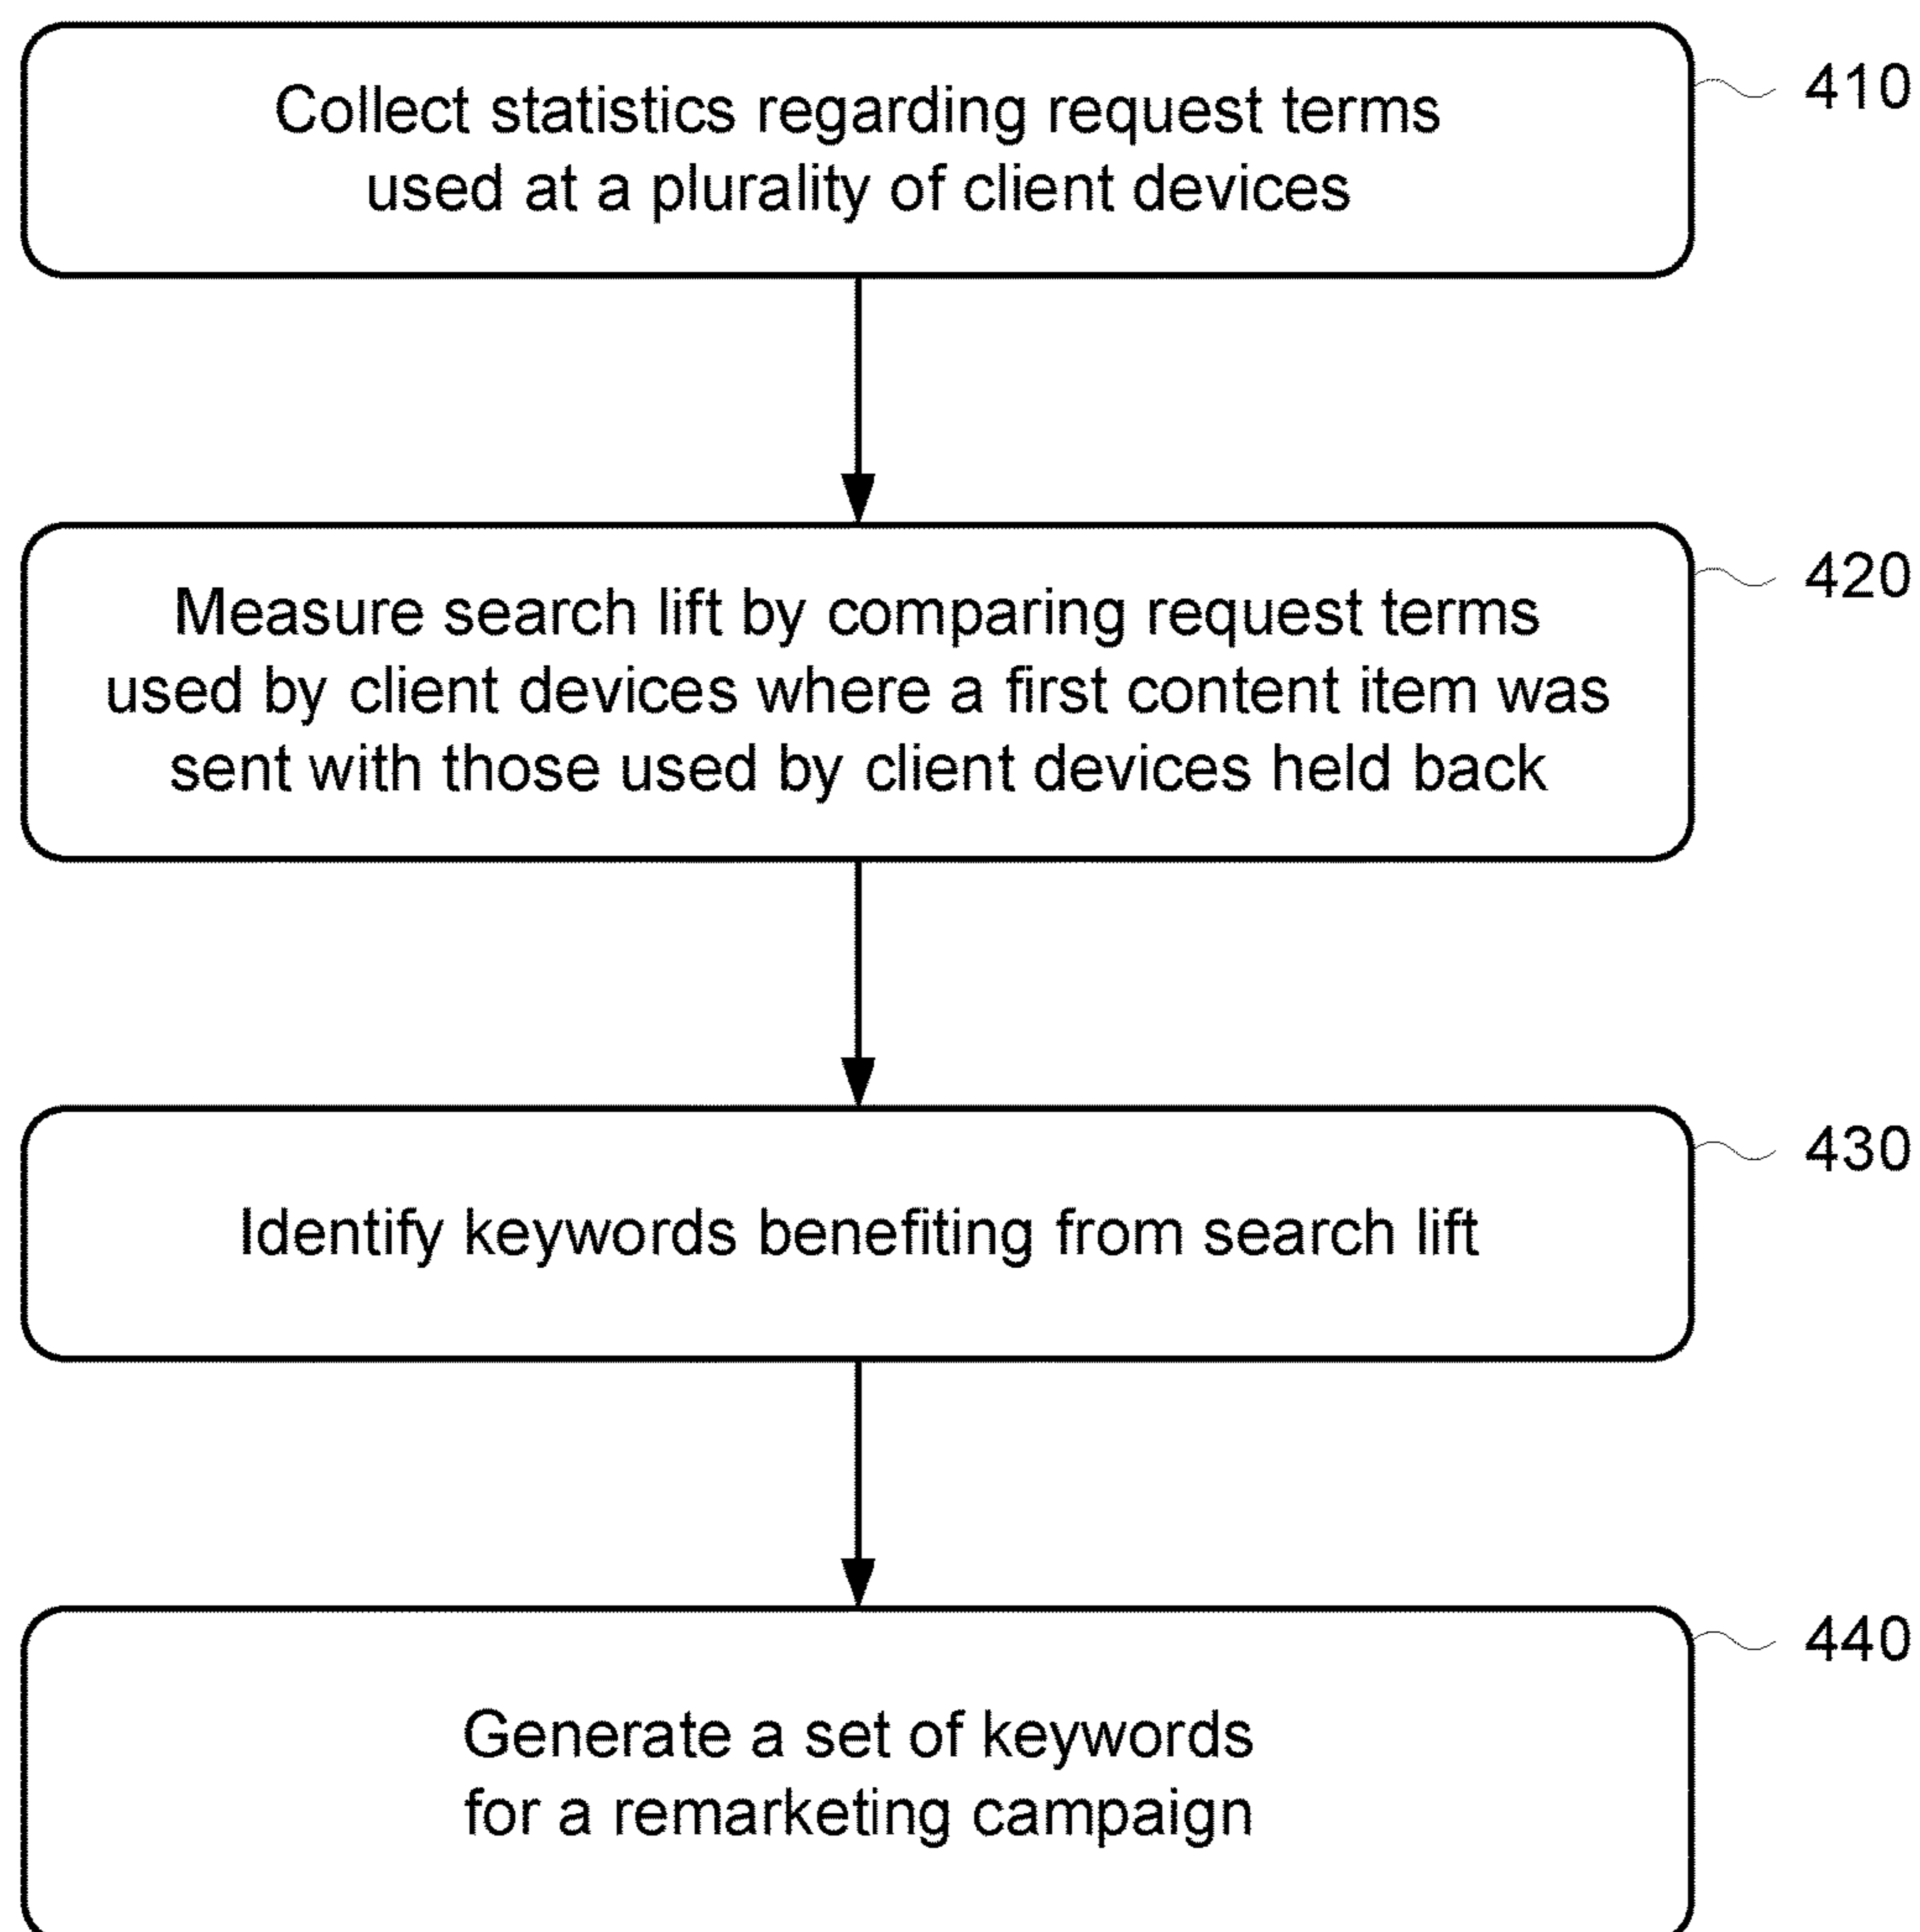 Collect statistics regarding request terms
used at a plurality of client devices
410
Measure search lift by comparing request terms
used by client devices where a first content item was
sent with those used by client devices held back
420
Identify keywords benefiting from search lift
430
Generate a set of keywords
for a remarketing campaign
440